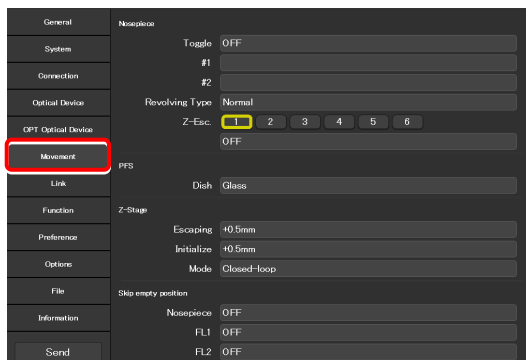 General
System
Connection
Optical Device
OPT Optical Device
Movement
Link
Function
Preference
Options
File
Information
Send
Nosepiece
Toggle OFF
#1
#2
Revolving Type Normal
Z-Esc. 1 2 3 4 5 6
OFF
PFS
Dish Glass
Z-Stage
Escaping +0.5mm
Initialize +0.5mm
Mode Closed-loop
Skip empty position
Nosepiece OFF
FL1 OFF
FL2 OFF